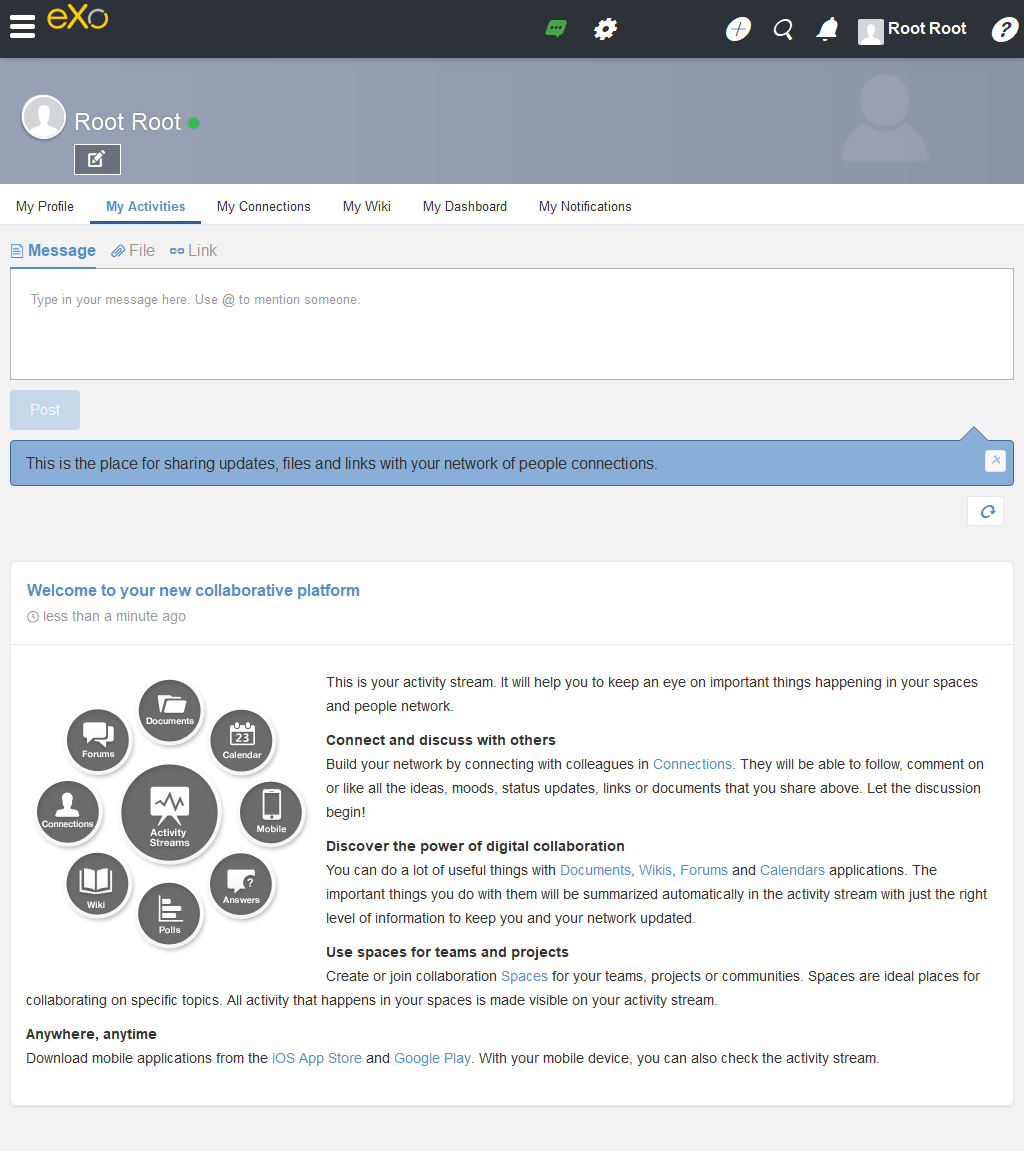 eXo
Root Root
?
Root Root
My Profile My Activities My Connections My Wiki My Dashboard My Notifications
Message File Link
Type in your message here. Use @ to mention someone.
Post
This is the place for sharing updates, files and links with your network of people connections.
Welcome to your new collaborative platform
less than a minute ago
Documents
Forums
23
Calendar
Connections
Activity
Streams
Mobile
Wiki
?
Answers
Polls
This is your activity stream. It will help you to keep an eye on important things happening in your spaces
and people network.
Connect and discuss with others
Build your network by connecting with colleagues in Connections. They will be able to follow, comment on
or like all the ideas, moods, status updates, links or documents that you share above. Let the discussion
begin!
Discover the power of digital collaboration
You can do a lot of useful things with Documents, Wikis, Forums and Calendars applications. The
important things you do with them will be summarized automatically in the activity stream with just the right
level of information to keep you and your network updated.
Use spaces for teams and projects
Create or join collaboration Spaces for your teams, projects or communities. Spaces are ideal places for
collaborating on specific topics. All activity that happens in your spaces is made visible on your activity stream.
Anywhere, anytime
Download mobile applications from the iOS App Store and Google Play. With your mobile device, you can also check the activity stream.